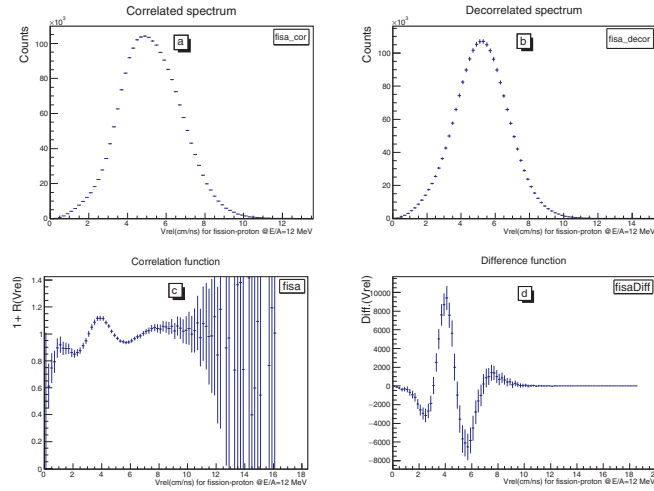 Correlated spectrum
×10³
Counts
a
fisa_cor
100
80
60
40
20
0
0 2 4 6 8 10 12
Vrel(cm/ns) for fission-proton @E/A=12 MeV
Decorrelated spectrum
×10³
Counts
b
fisa_decor
100
80
60
40
20
0
0 2 4 6 8 10 12
Vrel(cm/ns) for fission-proton @E/A=12 MeV
Correlation function
1 + R(Vrel)
c
fisa
1.4
1.2
1.0
0.8
0.6
0.4
0.2
0
0 2 4 6 8 10 12 14 16 18
Vrel(cm/ns) for fission-proton @E/A=12 MeV
Difference function
Diff.(Vrel)
d
fisaDiff
10000
8000
6000
4000
2000
0
−2000
−4000
−6000
−8000
0 2 4 6 8 10 12 14 16 18
Vrel(cm/ns) for fission-proton @E/A=12 MeV